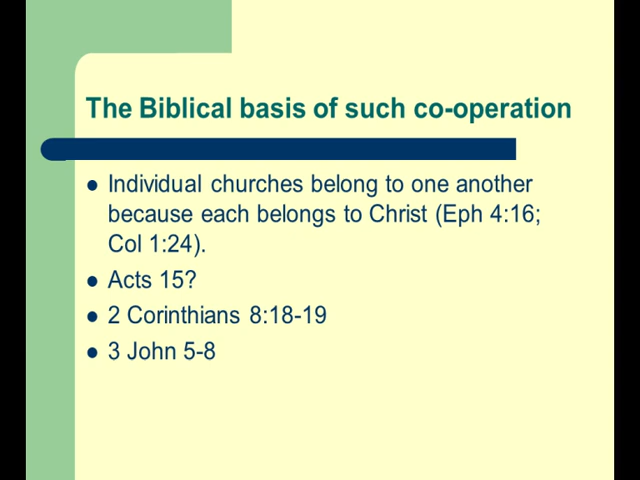 The Biblical basis of such co-operation
● Individual churches belong to one another
because each belongs to Christ (Eph 4:16;
Col 1:24).
● Acts 15?
● 2 Corinthians 8:18-19
● 3 John 5-8